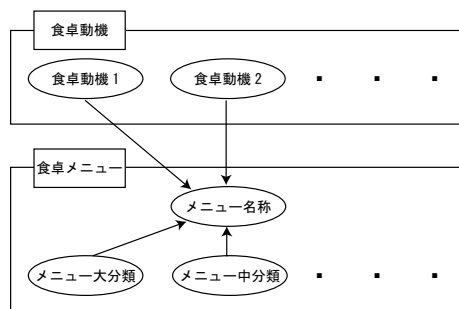 食卓動機
食卓動機1
食卓動機2
・ ・ ・
食卓メニュー
メニュー名称
メニュー大分類
メニュー中分類
・ ・ ・